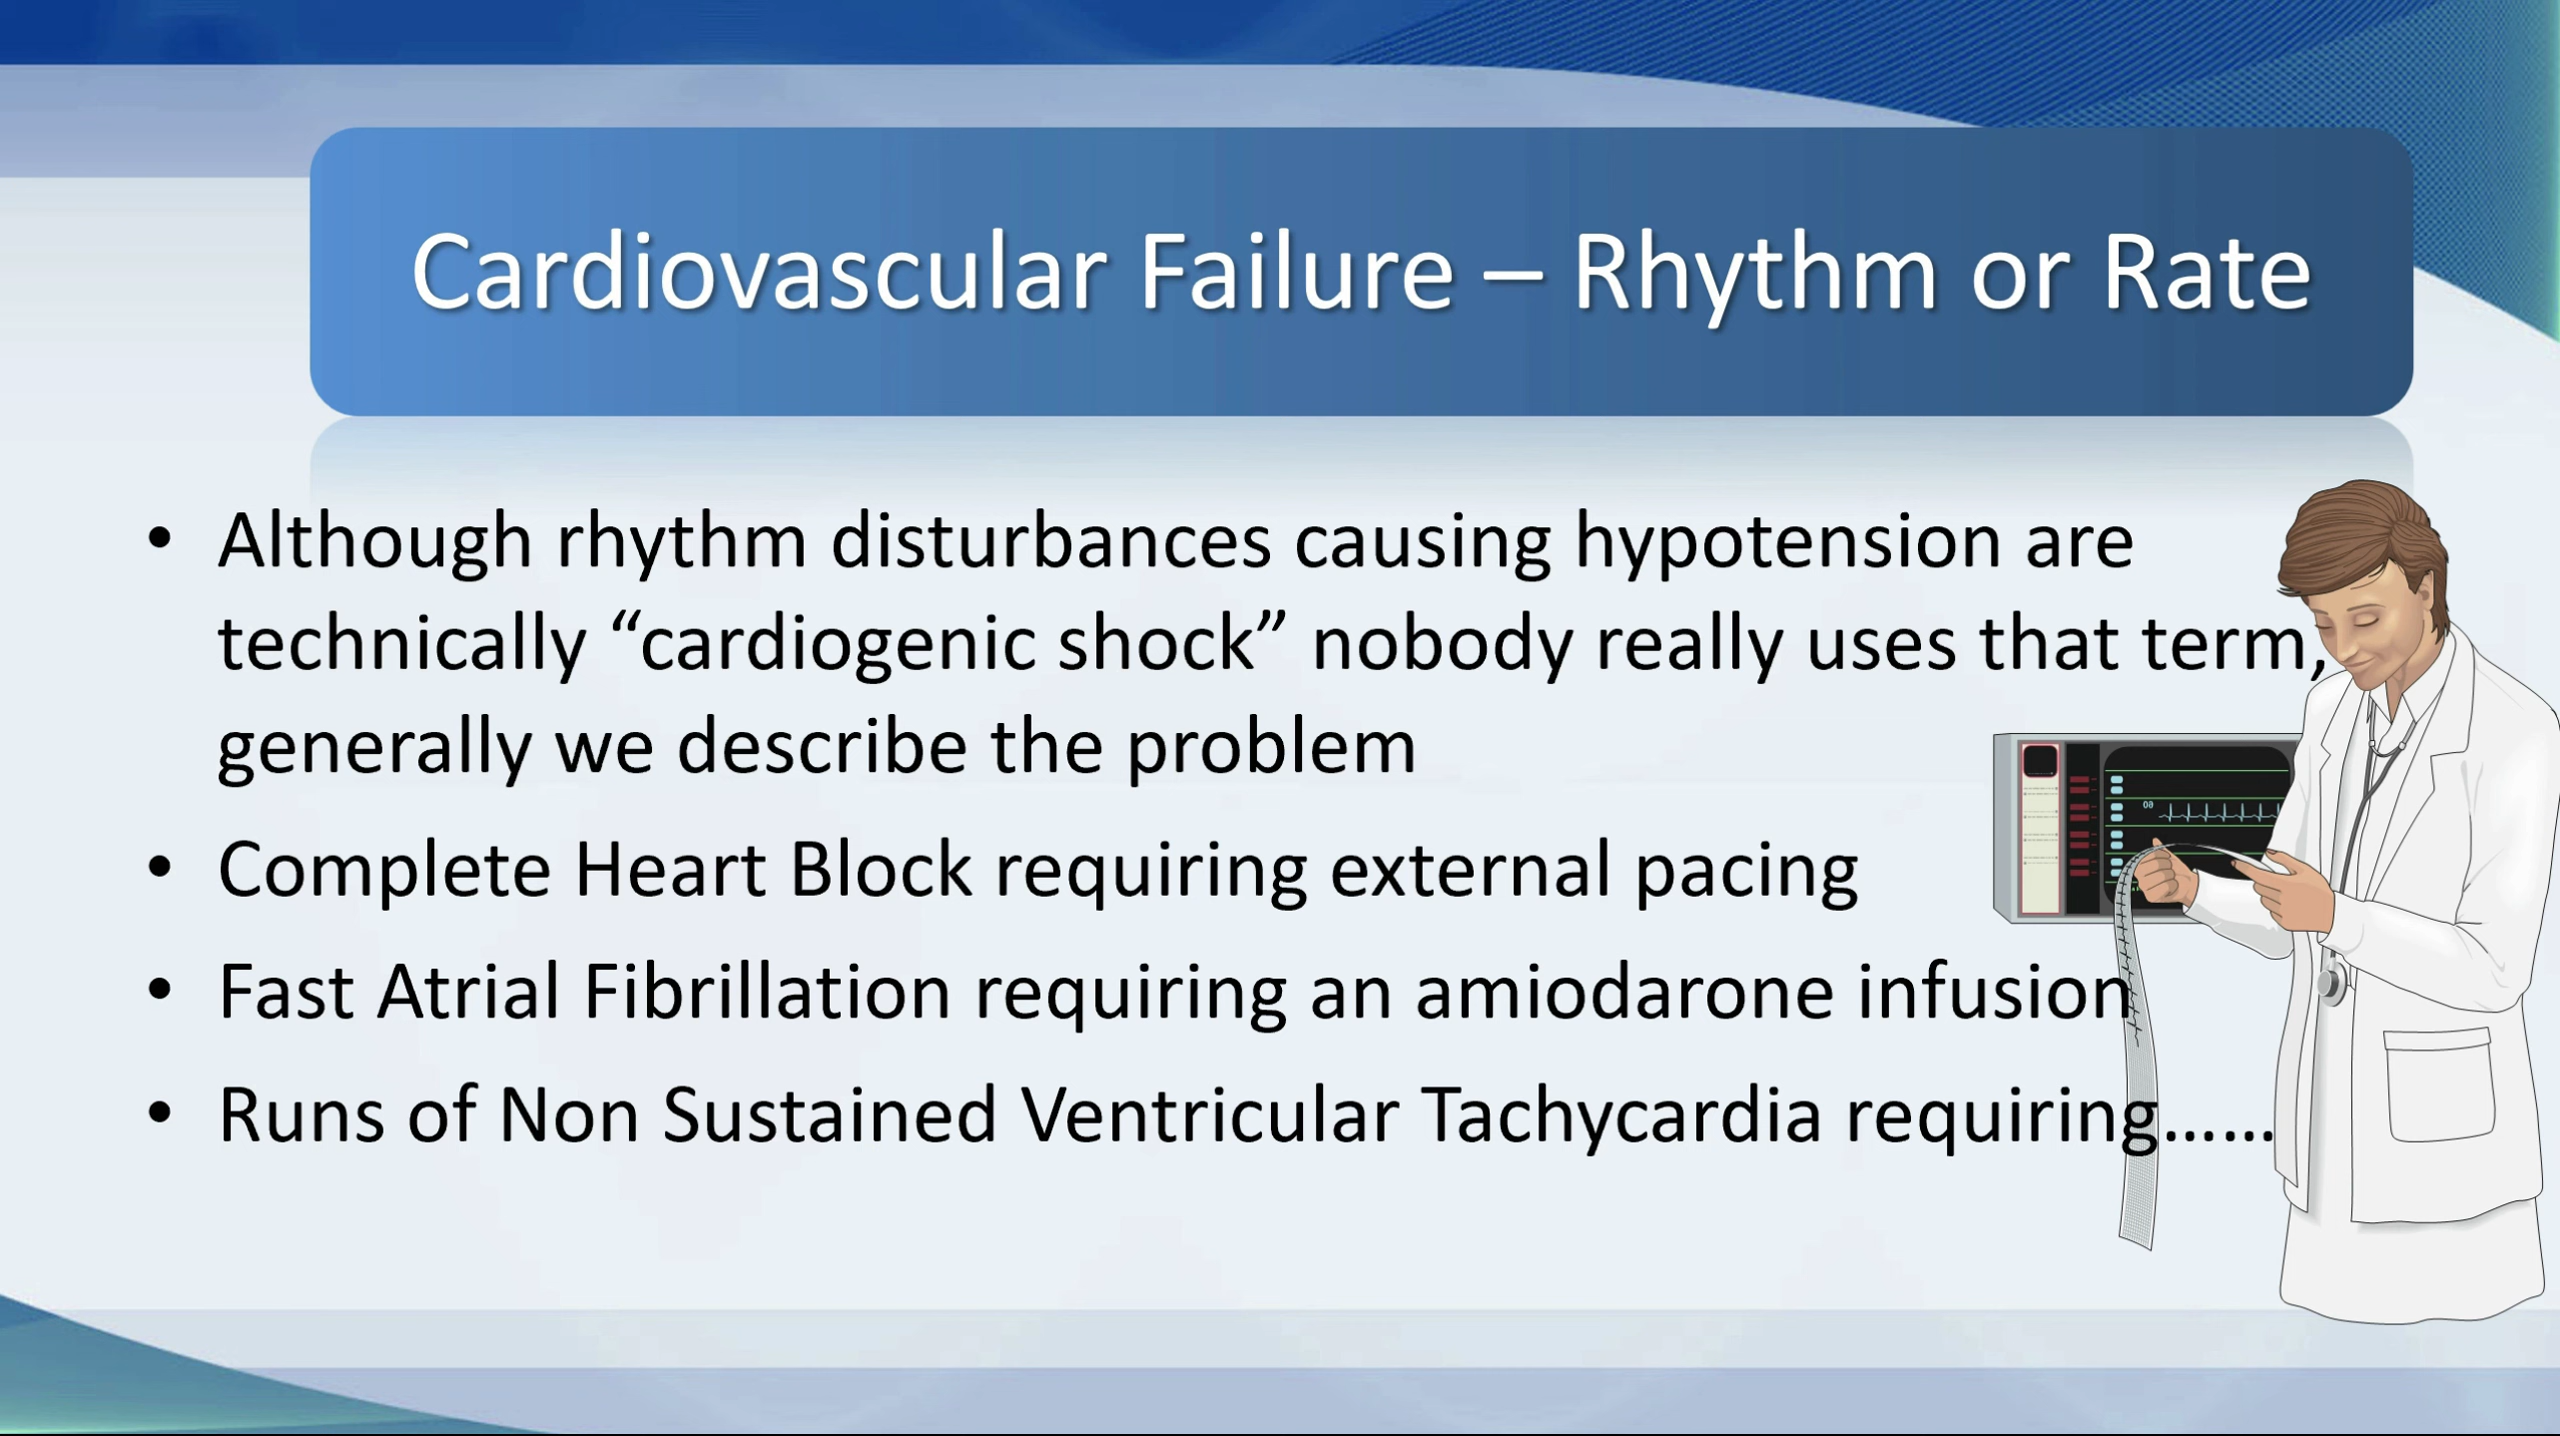 Cardiovascular Failure – Rhythm or Rate
• Although rhythm disturbances causing hypotension are
technically “cardiogenic shock” nobody really uses that term,
generally we describe the problem
• Complete Heart Block requiring external pacing
• Fast Atrial Fibrillation requiring an amiodarone infusion
• Runs of Non Sustained Ventricular Tachycardia requiring……